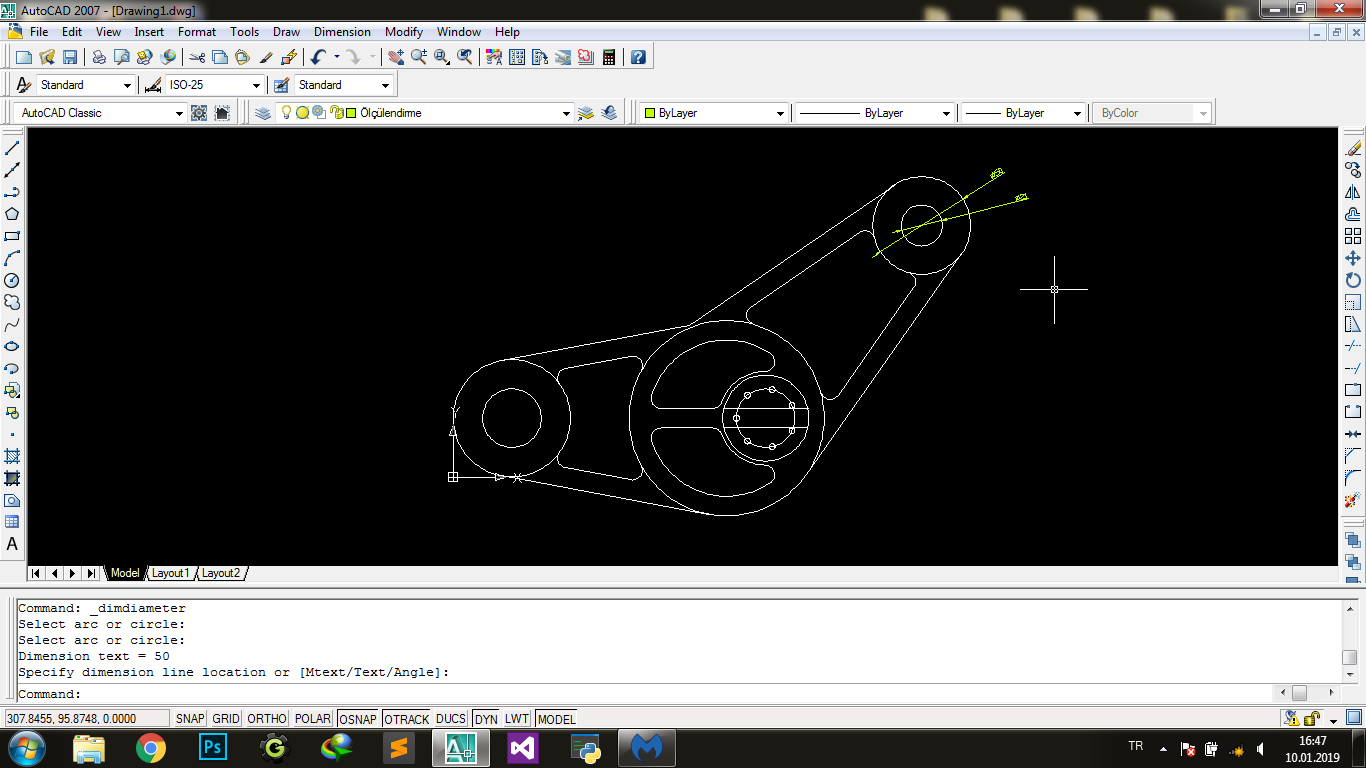 AutoCAD 2007 - [Drawing1.dwg]
File Edit View Insert Format Tools Draw Dimension Modify Window Help
Standard ISO-25 Standard
AutoCAD Classic Ölçülendirme ByLayer ByLayer ByLayer ByColor
Y
X
Model Layout1 Layout2
Command: _dimdiameter
Select arc or circle:
Select arc or circle:
Dimension text = 50
Specify dimension line location or [Mtext/Text/Angle]:
Command:
307.8455, 95.8748, 0.0000 SNAP GRID ORTHO POLAR OSNAP OTRACK DUCS DYN LWT MODEL
Ps
TR
16:47
10.01.2019